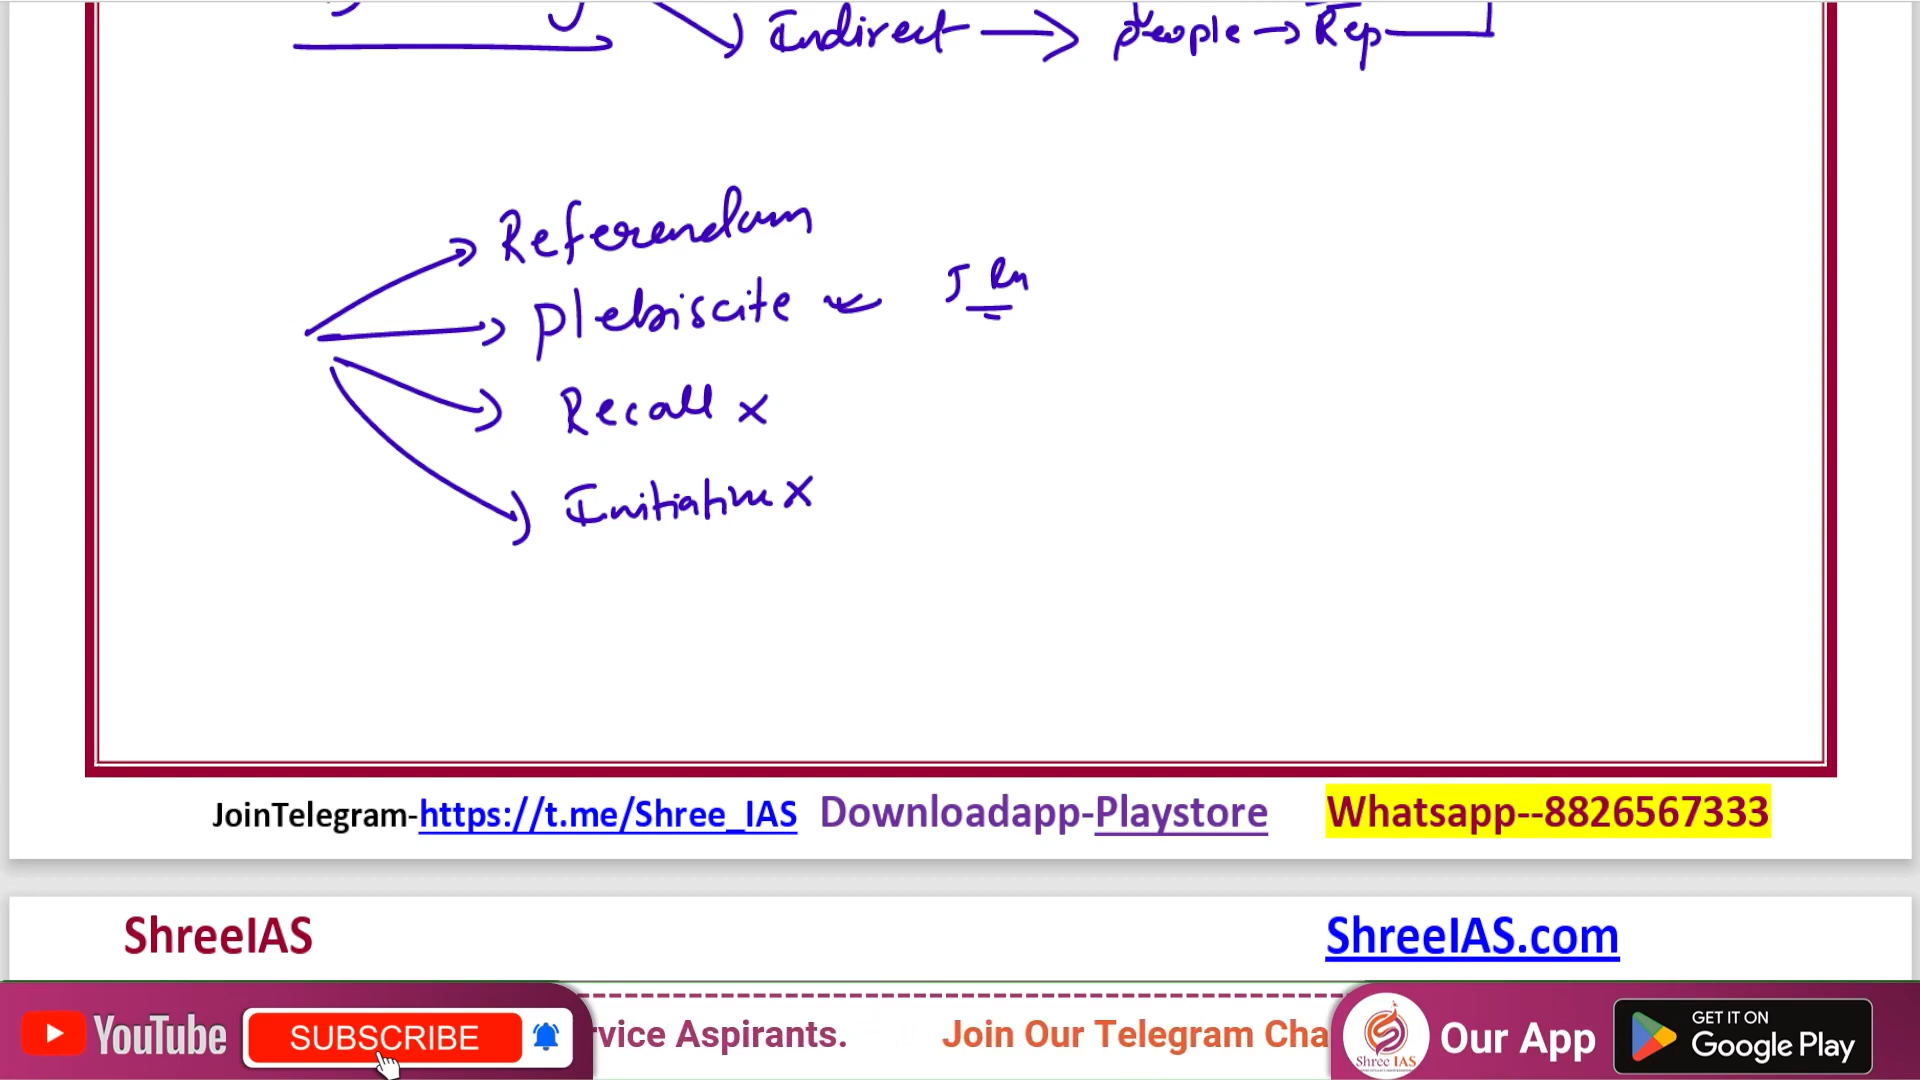 Indirect → people → Rep
Referendum
Plebiscite
Recall x
Initiative x
JoinTelegram-https://t.me/Shree_IAS Downloadapp-Playstore Whatsapp--8826567333
ShreeIAS ShreeIAS.com
YouTube SUBSCRIBE rvice Aspirants. Join Our Telegram Cha Shree IAS Our App GET IT ON Google Play